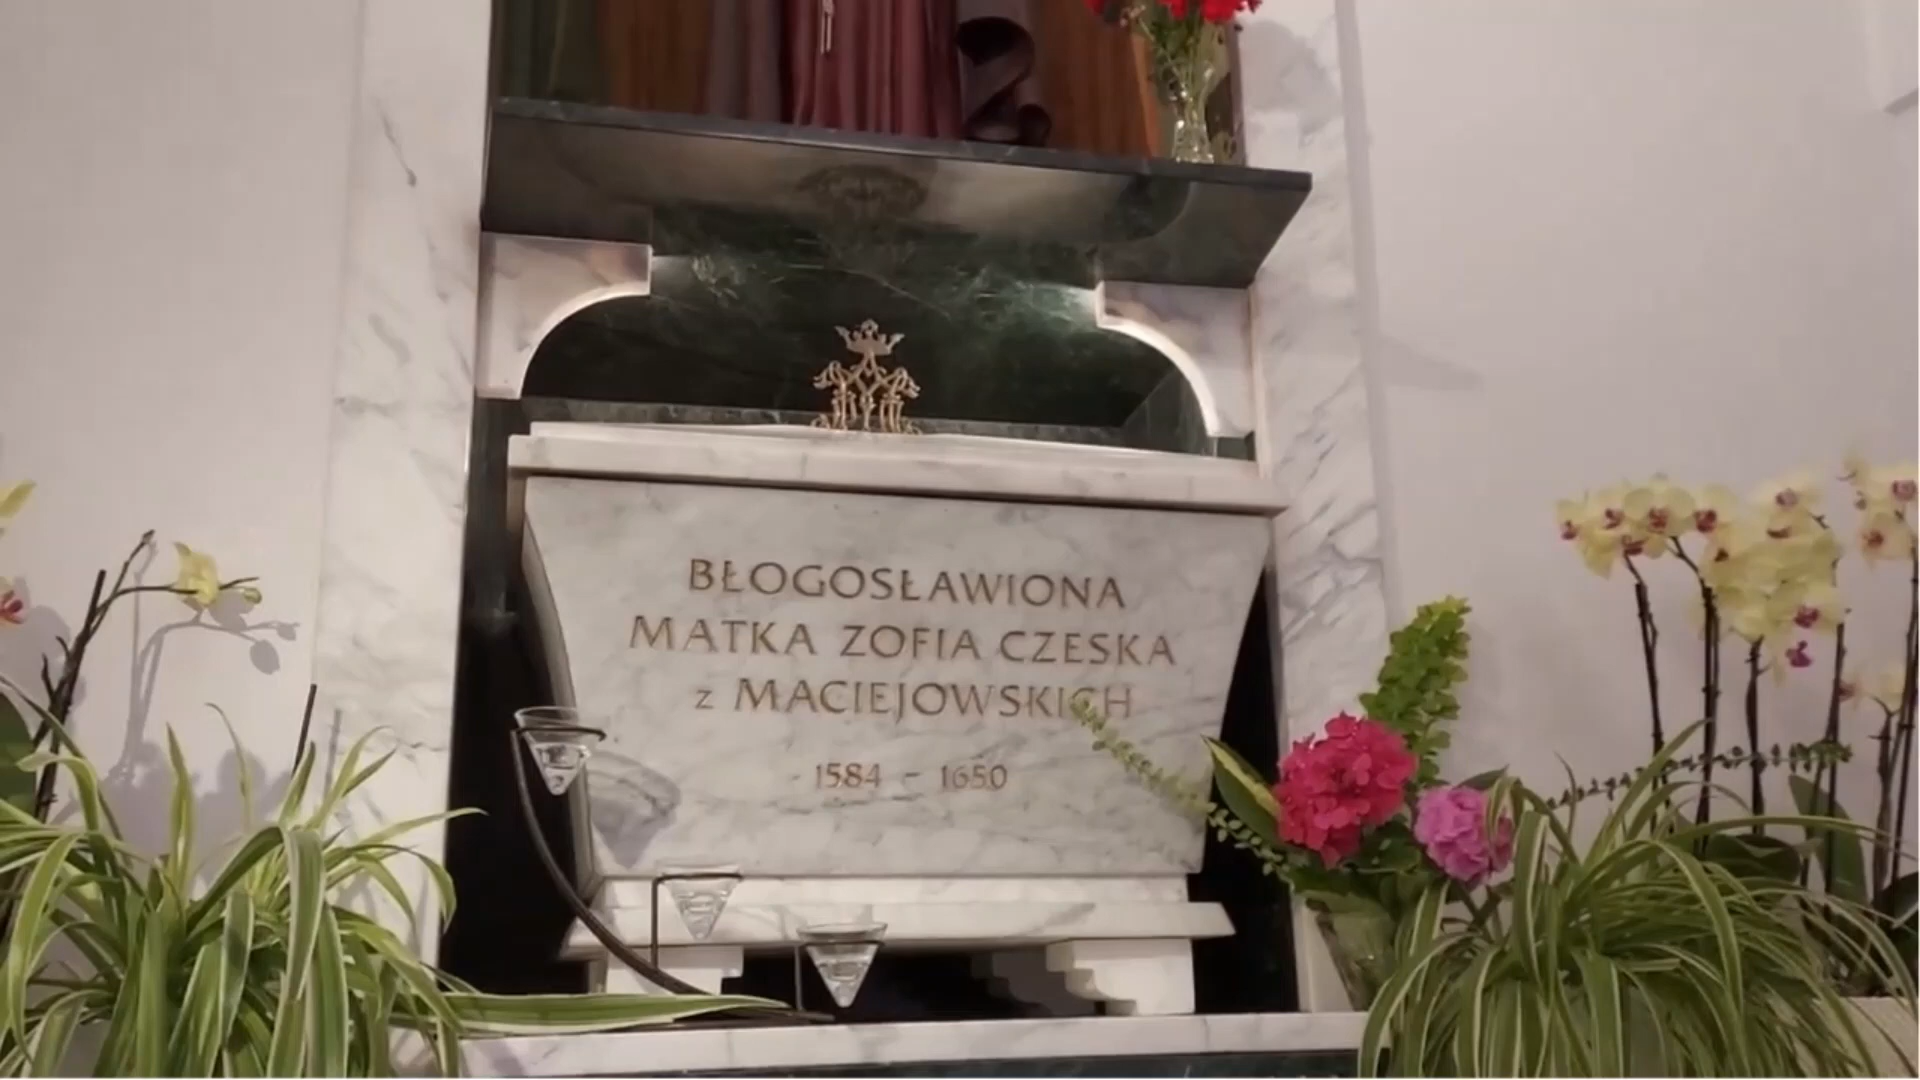 BŁOGOSŁAWIONA
MATKA ZOFIA CZESKA
z MACIEJOWSKICH
1584 – 1650